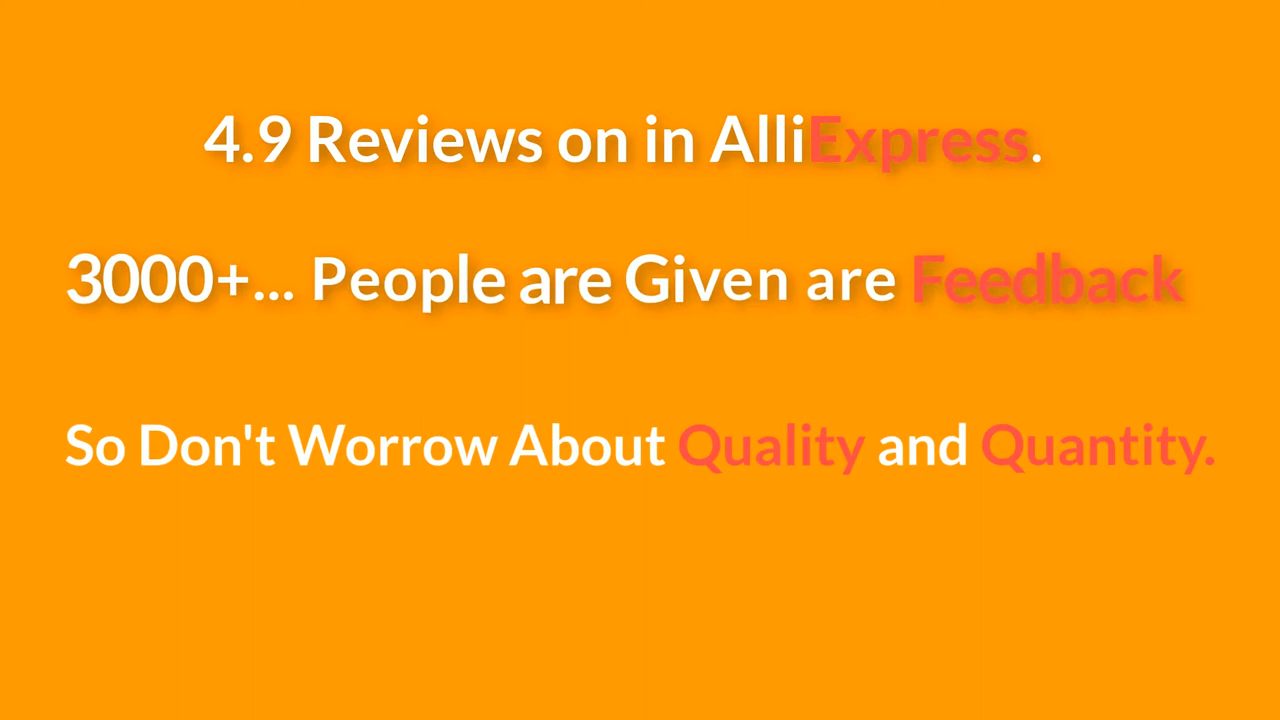 4.9 Reviews on in AlliExpress.
3000+... People are Given are Feedback
So Don't Worrow About Quality and Quantity.